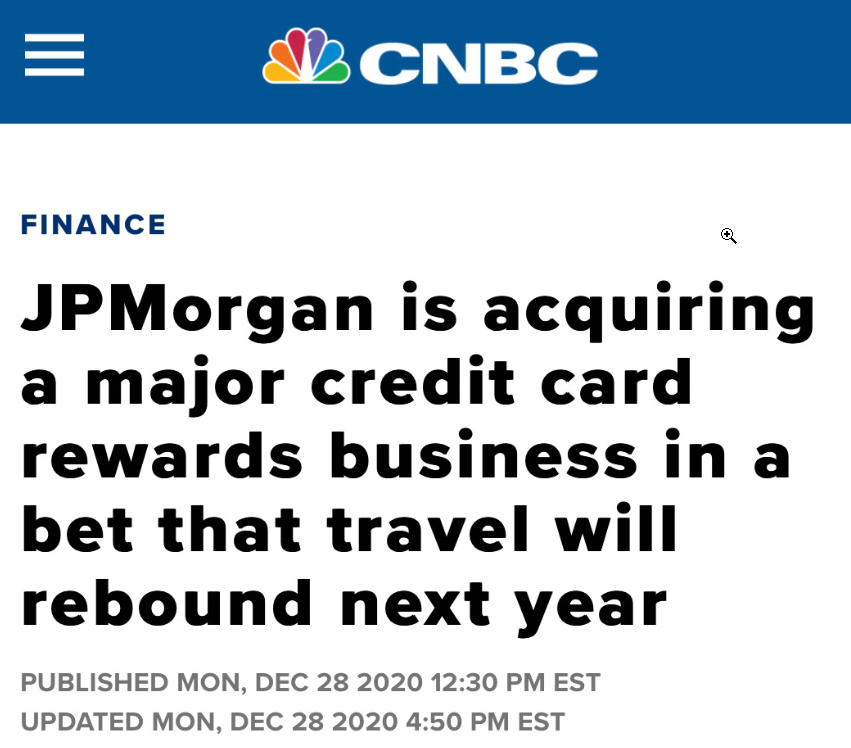 CNBC
FINANCE
JPMorgan is acquiring
a major credit card
rewards business in a
bet that travel will
rebound next year
PUBLISHED MON, DEC 28 2020 12:30 PM EST
UPDATED MON, DEC 28 2020 4:50 PM EST